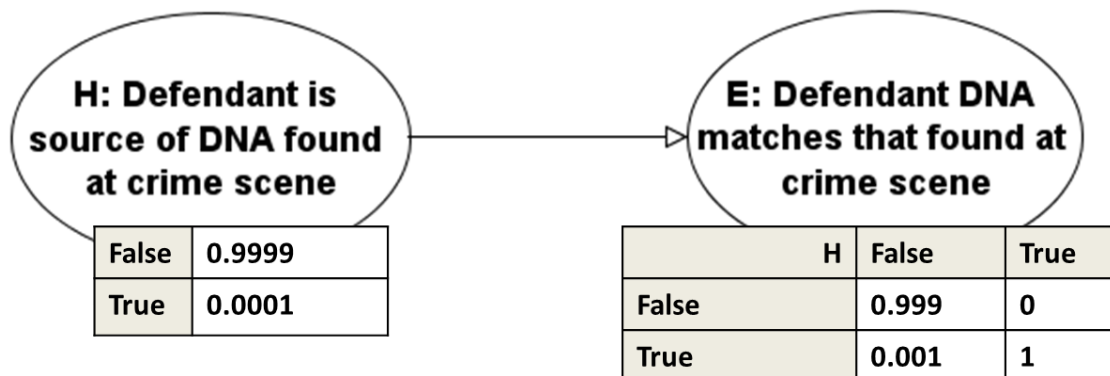 H: Defendant is
source of DNA found
at crime scene
False 0.9999
True 0.0001
E: Defendant DNA
matches that found at
crime scene
H False True
False 0.999 0
True 0.001 1